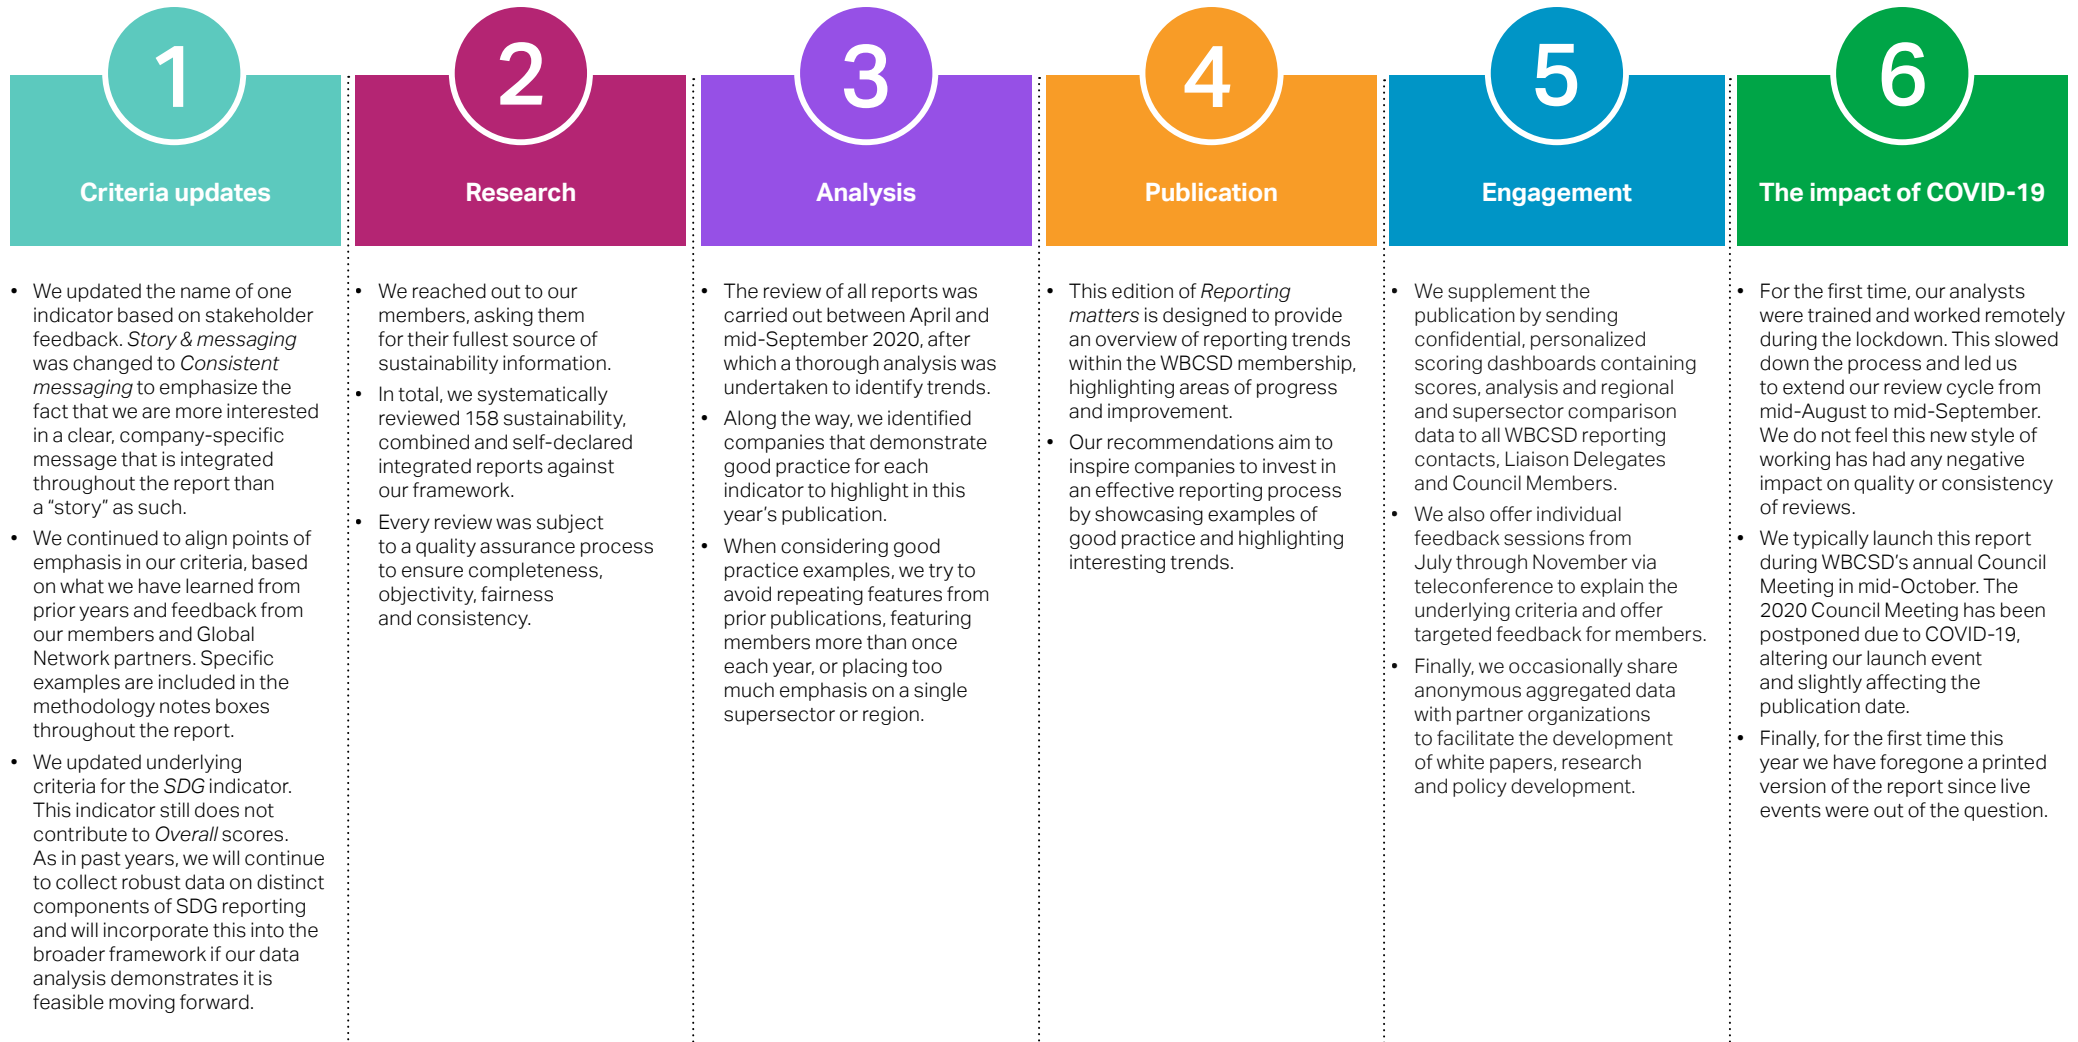 1
Criteria updates
• We updated the name of one
indicator based on stakeholder
feedback. Story & messaging
was changed to Consistent
messaging to emphasize the
fact that we are more interested
in a clear, company-specific
message that is integrated
throughout the report than
a “story” as such.
• We continued to align points of
emphasis in our criteria, based
on what we have learned from
prior years and feedback from
our members and Global
Network partners. Specific
examples are included in the
methodology notes boxes
throughout the report.
• We updated underlying
criteria for the SDG indicator.
This indicator still does not
contribute to Overall scores.
As in past years, we will continue
to collect robust data on distinct
components of SDG reporting
and will incorporate this into the
broader framework if our data
analysis demonstrates it is
feasible moving forward.
2
Research
• We reached out to our
members, asking them
for their fullest source of
sustainability information.
• In total, we systematically
reviewed 158 sustainability,
combined and self-declared
integrated reports against
our framework.
• Every review was subject
to a quality assurance process
to ensure completeness,
objectivity, fairness
and consistency.
3
Analysis
• The review of all reports was
carried out between April and
mid-September 2020, after
which a thorough analysis was
undertaken to identify trends.
• Along the way, we identified
companies that demonstrate
good practice for each
indicator to highlight in this
year’s publication.
• When considering good
practice examples, we try to
avoid repeating features from
prior publications, featuring
members more than once
each year, or placing too
much emphasis on a single
supersector or region.
4
Publication
• This edition of Reporting
matters is designed to provide
an overview of reporting trends
within the WBCSD membership,
highlighting areas of progress
and improvement.
• Our recommendations aim to
inspire companies to invest in
an effective reporting process
by showcasing examples of
good practice and highlighting
interesting trends.
5
Engagement
• We supplement the
publication by sending
confidential, personalized
scoring dashboards containing
scores, analysis and regional
and supersector comparison
data to all WBCSD reporting
contacts, Liaison Delegates
and Council Members.
• We also offer individual
feedback sessions from
July through November via
teleconference to explain the
underlying criteria and offer
targeted feedback for members.
• Finally, we occasionally share
anonymous aggregated data
with partner organizations
to facilitate the development
of white papers, research
and policy development.
6
The impact of COVID-19
• For the first time, our analysts
were trained and worked remotely
during the lockdown. This slowed
down the process and led us
to extend our review cycle from
mid-August to mid-September.
We do not feel this new style of
working has had any negative
impact on quality or consistency
of reviews.
• We typically launch this report
during WBCSD’s annual Council
Meeting in mid-October. The
2020 Council Meeting has been
postponed due to COVID-19,
altering our launch event
and slightly affecting the
publication date.
• Finally, for the first time this
year we have foregone a printed
version of the report since live
events were out of the question.